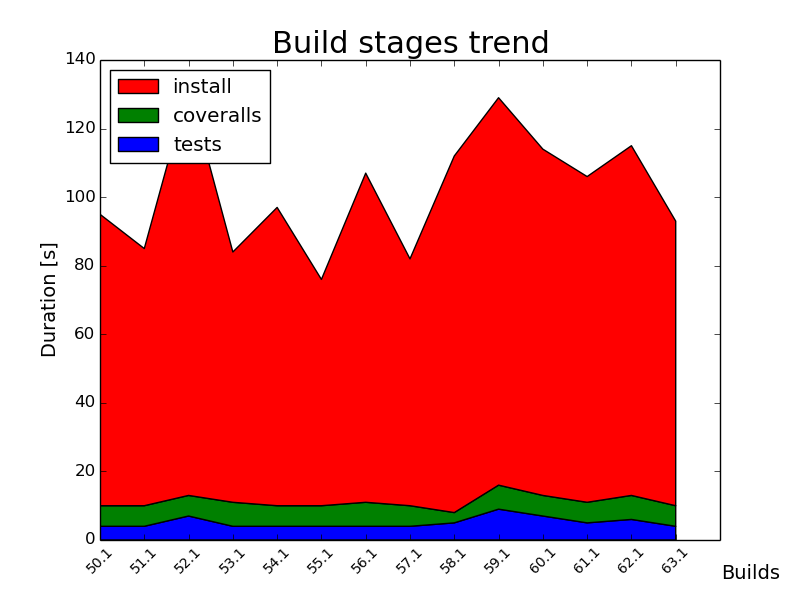 Build stages trend
install
coveralls
tests
140
120
100
80
60
40
20
0
Duration [s]
50.1 51.1 52.1 53.1 54.1 55.1 56.1 57.1 58.1 59.1 60.1 61.1 62.1 63.1
Builds